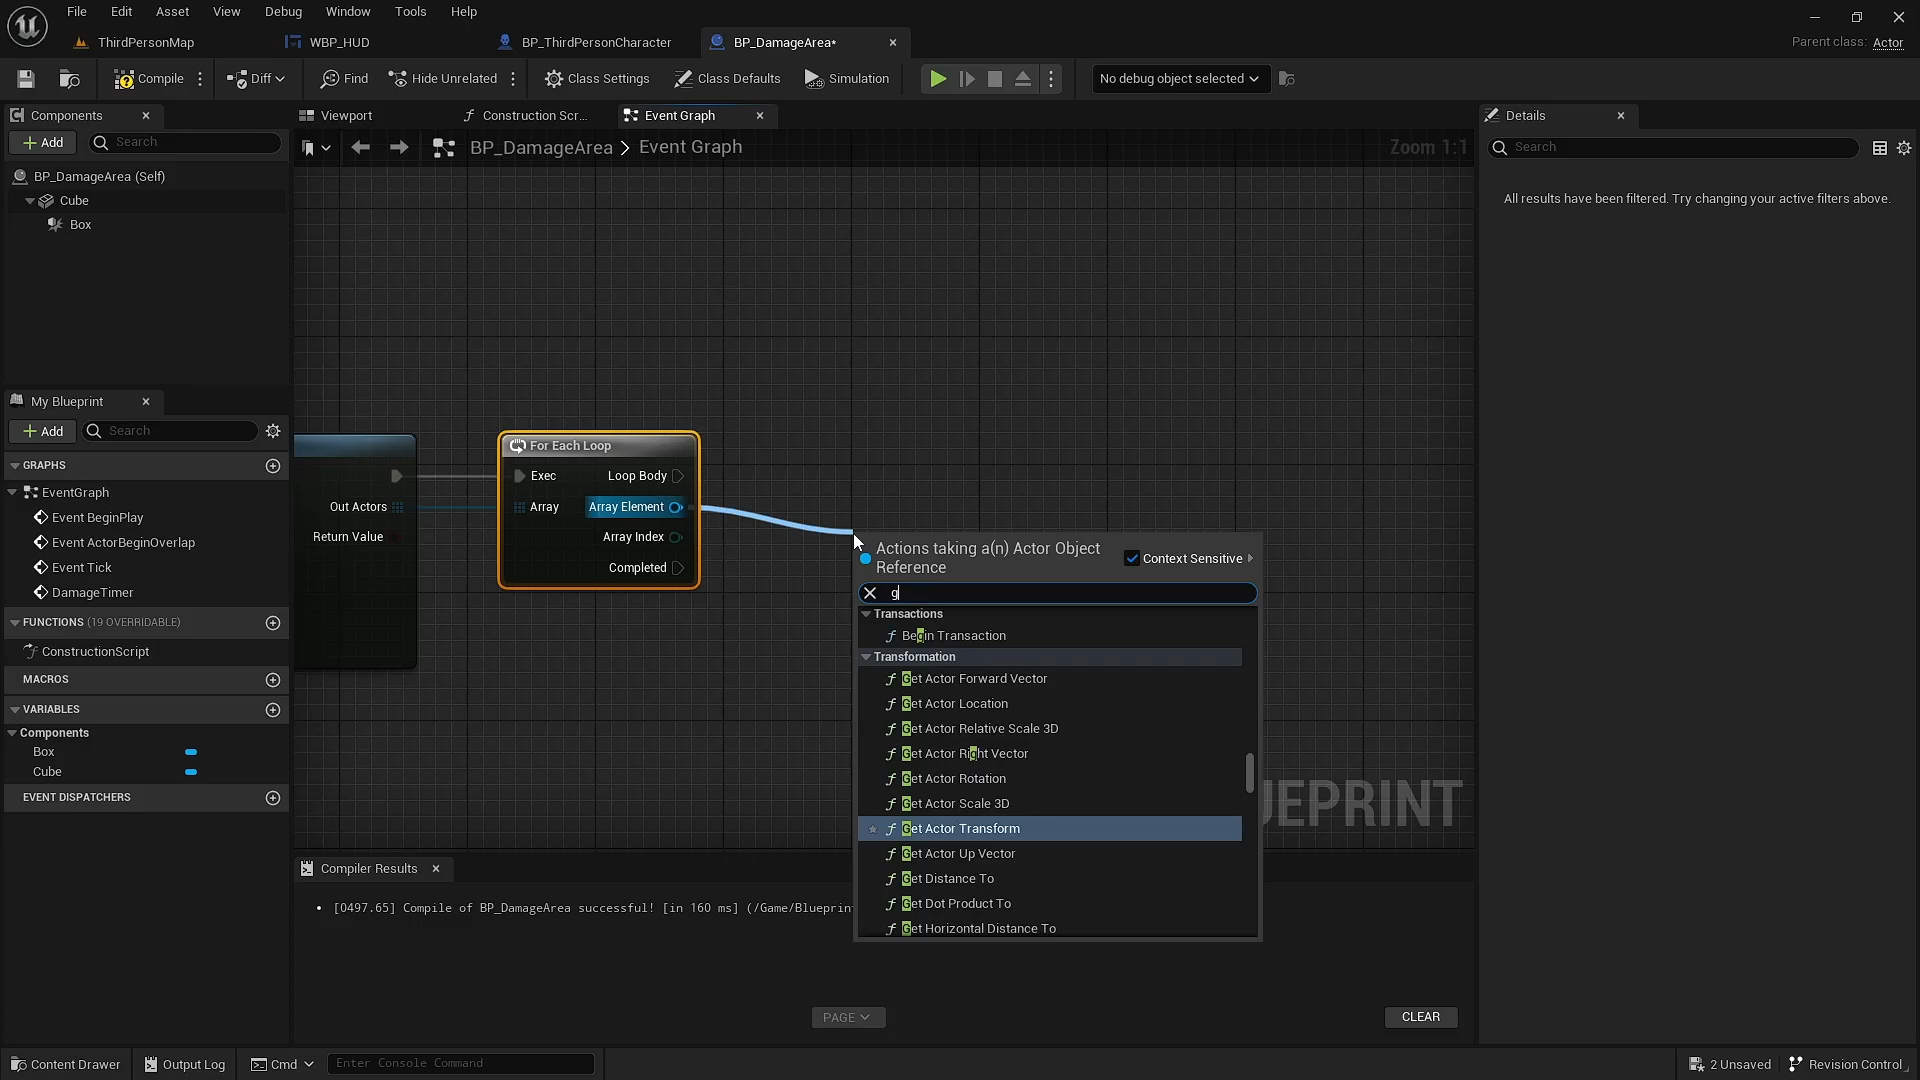 File Edit Asset View Debug Window Tools Help
ThirdPersonMap WBP_HUD BP_ThirdPersonCharacter BP_DamageArea*
Parent class: Actor
Compile Diff Find Hide Unrelated Class Settings Class Defaults Simulation No debug object selected
Components
Add Search
BP_DamageArea (Self)
Cube
Box
My Blueprint
Add Search
GRAPHS
EventGraph
Event BeginPlay
Event ActorBeginOverlap
Event Tick
DamageTimer
FUNCTIONS (19 OVERRIDABLE)
ConstructionScript
MACROS
VARIABLES
Components
Box
Cube
EVENT DISPATCHERS
Viewport Construction Scr... Event Graph
BP_DamageArea > Event Graph
Zoom 1:1
Out Actors
Return Value
For Each Loop
Exec Loop Body
Array Array Element
Array Index
Completed
Actions taking a(n) Actor Object
Reference
Context Sensitive
g
Transactions
Begin Transaction
Transformation
Get Actor Forward Vector
Get Actor Location
Get Actor Relative Scale 3D
Get Actor Right Vector
Get Actor Rotation
Get Actor Scale 3D
Get Actor Transform
Get Actor Up Vector
Get Distance To
Get Dot Product To
Get Horizontal Distance To
UEPRINT
Compiler Results
[0497.65] Compile of BP_DamageArea successful! [in 160 ms] (/Game/Blueprin
PAGE
CLEAR
Details
Search
All results have been filtered. Try changing your active filters above.
Content Drawer Output Log Cmd Enter Console Command 2 Unsaved Revision Control